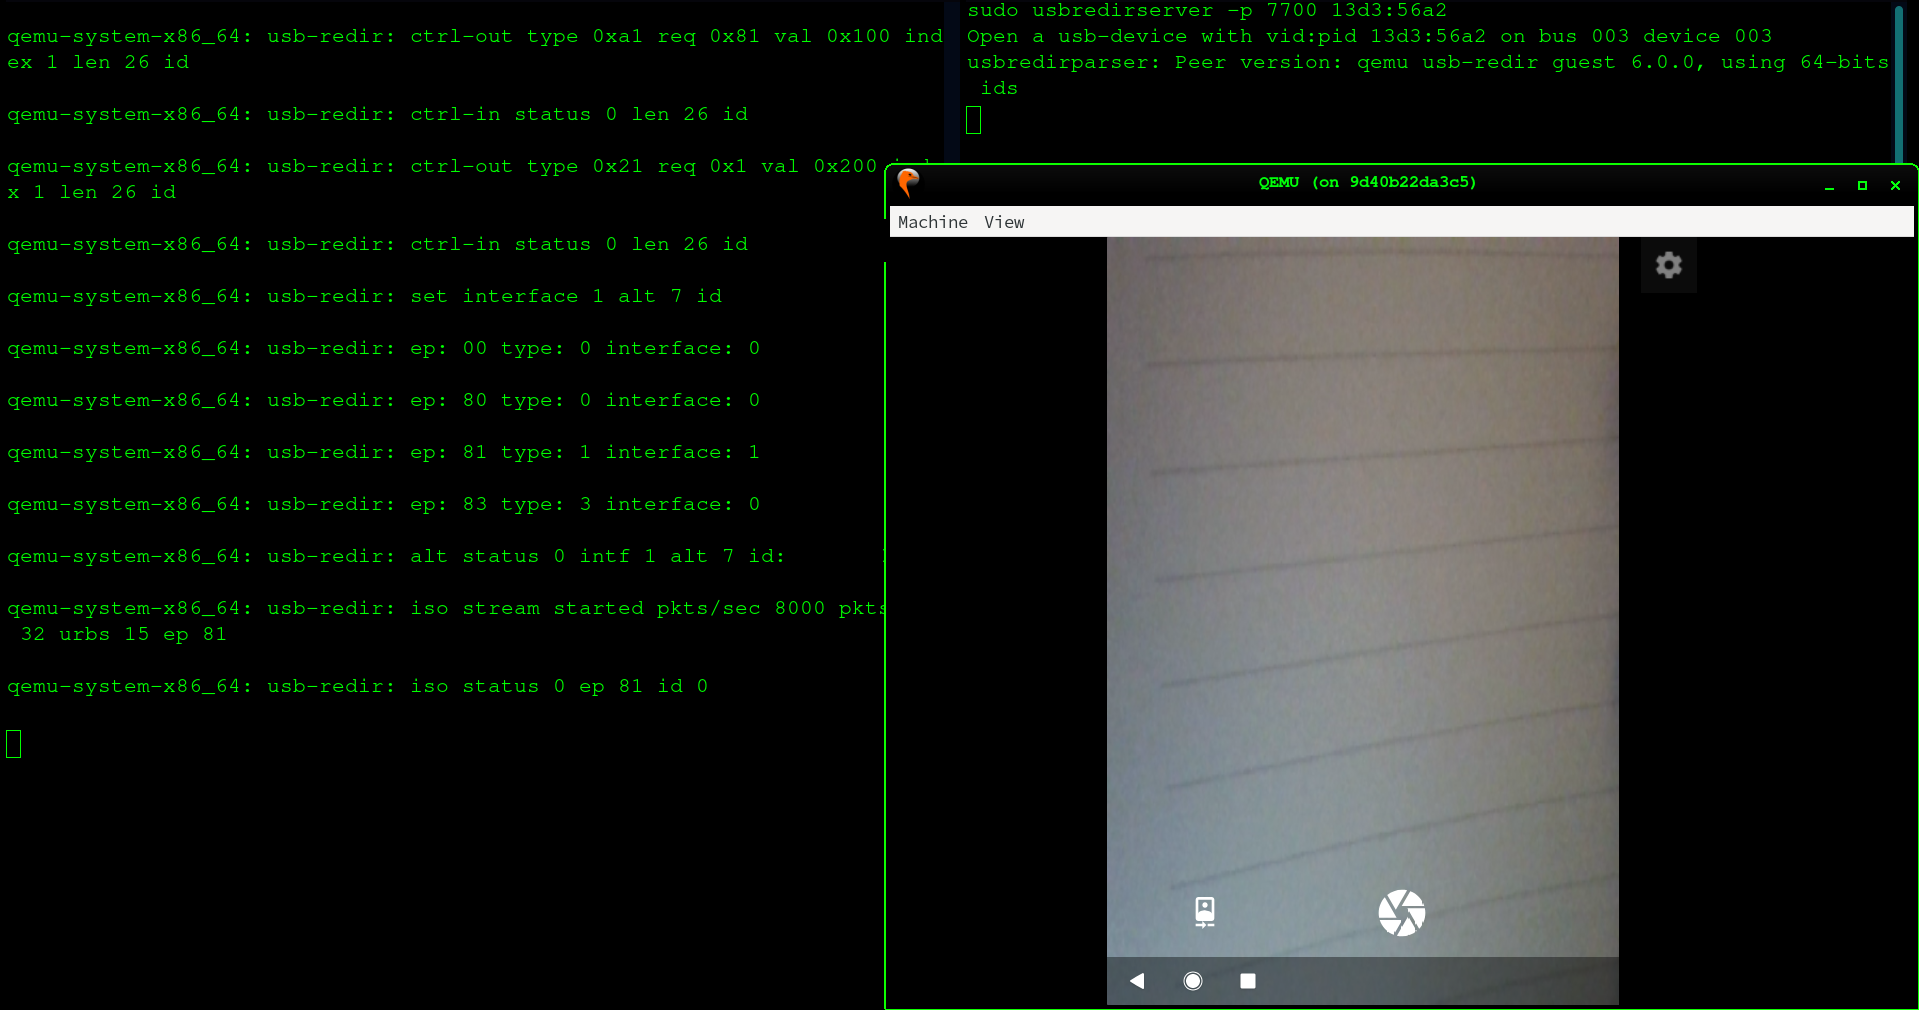 qemu-system-x86_64: usb-redir: ctrl-out type 0xa1 req 0x81 val 0x100 ind
ex 1 len 26 id
qemu-system-x86_64: usb-redir: ctrl-in status 0 len 26 id
qemu-system-x86_64: usb-redir: ctrl-out type 0x21 req 0x1 val 0x200
x 1 len 26 id
qemu-system-x86_64: usb-redir: ctrl-in status 0 len 26 id
qemu-system-x86_64: usb-redir: set interface 1 alt 7 id
qemu-system-x86_64: usb-redir: ep: 00 type: 0 interface: 0
qemu-system-x86_64: usb-redir: ep: 80 type: 0 interface: 0
qemu-system-x86_64: usb-redir: ep: 81 type: 1 interface: 1
qemu-system-x86_64: usb-redir: ep: 83 type: 3 interface: 0
qemu-system-x86_64: usb-redir: alt status 0 intf 1 alt 7 id:
qemu-system-x86_64: usb-redir: iso stream started pkts/sec 8000 pkts
32 urbs 15 ep 81
qemu-system-x86_64: usb-redir: iso status 0 ep 81 id 0
sudo usbredirserver -p 7700 13d3:56a2
Open a usb-device with vid:pid 13d3:56a2 on bus 003 device 003
usbredirparser: Peer version: qemu usb-redir guest 6.0.0, using 64-bits
ids
QEMU (on 9d40b22da3c5)
Machine View